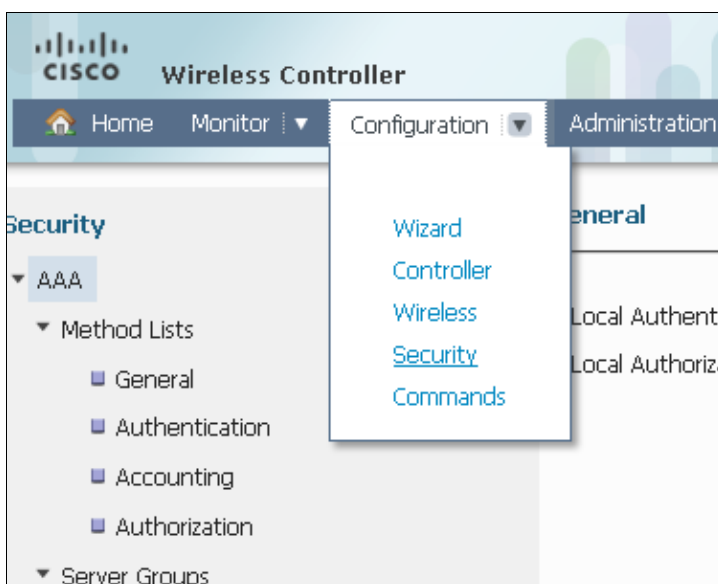 CISCO Wireless Controller
Home Monitor Configuration Administration
Wizard
Controller
Wireless
Security
Commands
Security
AAA
Method Lists
General
Authentication
Accounting
Authorization
Server Groups
eneral
Local Authent
Local Authoriz